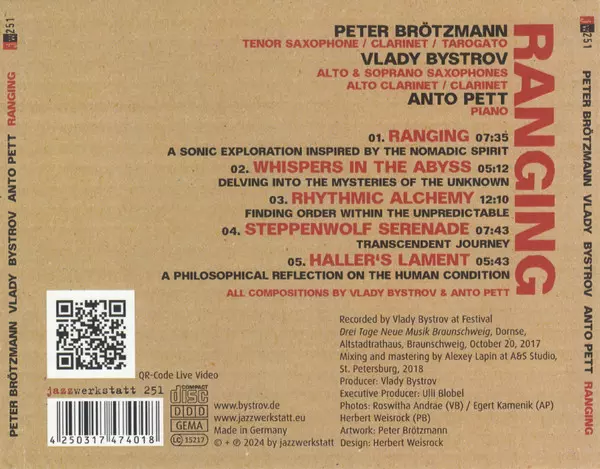 251
PETER BRÖTZMANN VLADY BYSTROV ANTO PETT RANGING
PETER BRÖTZMANN
TENOR SAXOPHONE / CLARINET / TAROGATO
VLADY BYSTROV
ALTO & SOPRANO SAXOPHONES
ALTO CLARINET / CLARINET
ANTO PETT
PIANO
RANGING
01. RANGING 07:35
A SONIC EXPLORATION INSPIRED BY THE NOMADIC SPIRIT
02. WHISPERS IN THE ABYSS 05:12
DELVING INTO THE MYSTERIES OF THE UNKNOWN
03. RHYTHMIC ALCHEMY 12:10
FINDING ORDER WITHIN THE UNPREDICTABLE
04. STEPPENWOLF SERENADE 07:43
TRANSCENDENT JOURNEY
05. HALLER'S LAMENT 05:43
A PHILOSOPHICAL REFLECTION ON THE HUMAN CONDITION
ALL COMPOSITIONS BY VLADY BYSTROV & ANTO PETT
QR-Code Live Video
jazzwerkstatt 251
4 250317 474018
COMPACT
disc
DIGITAL AUDIO
DDD
GEMA
LC 15217
Recorded by Vlady Bystrov at Festival
Drei Tage Neue Musik Braunschweig, Dornse,
Altstadtrathaus, Braunschweig, October 20, 2017
Mixing and mastering by Alexey Lapin at A&S Studio,
St. Petersburg, 2018
Producer: Vlady Bystrov
Executive Producer: Ulli Blobel
Photos: Roswitha Andrae (VB) / Egert Kamenik (AP)
Herbert Weisrock (PB)
Artwork: Peter Brötzmann
Design: Herbert Weisrock
www.bystrov.de
www.jazzwerkstatt.eu
Made in Germany
© + ℗ 2024 by jazzwerkstatt
251
PETER BRÖTZMANN VLADY BYSTROV ANTO PETT RANGING